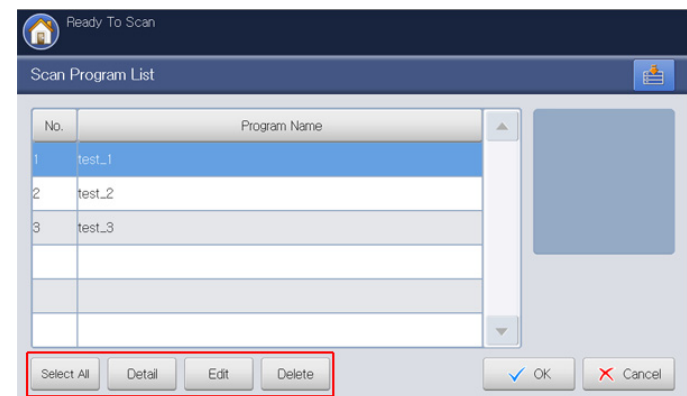 Ready To Scan
Scan Program List
No. Program Name
1 test_1
2 test_2
3 test_3
Select All Detail Edit Delete OK Cancel